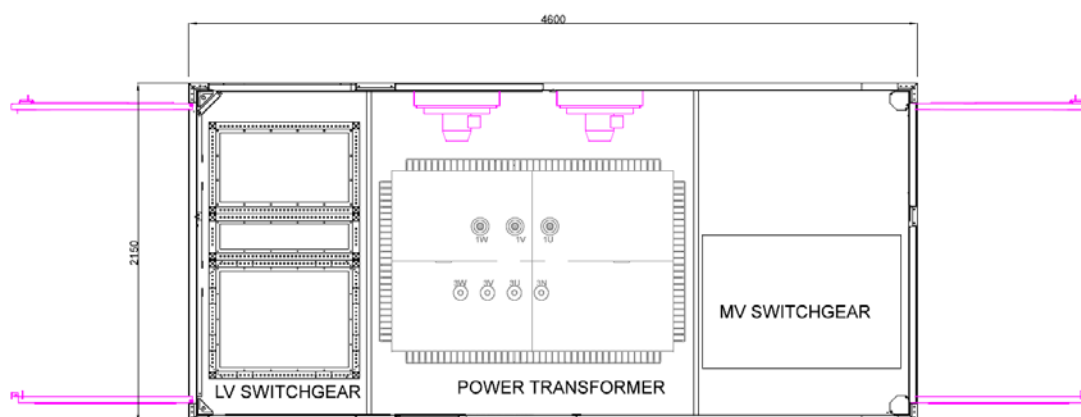 4600
2150
1W 1V 1U
3W 3V 3U 3N
MV SWITCHGEAR
LV SWITCHGEAR
POWER TRANSFORMER